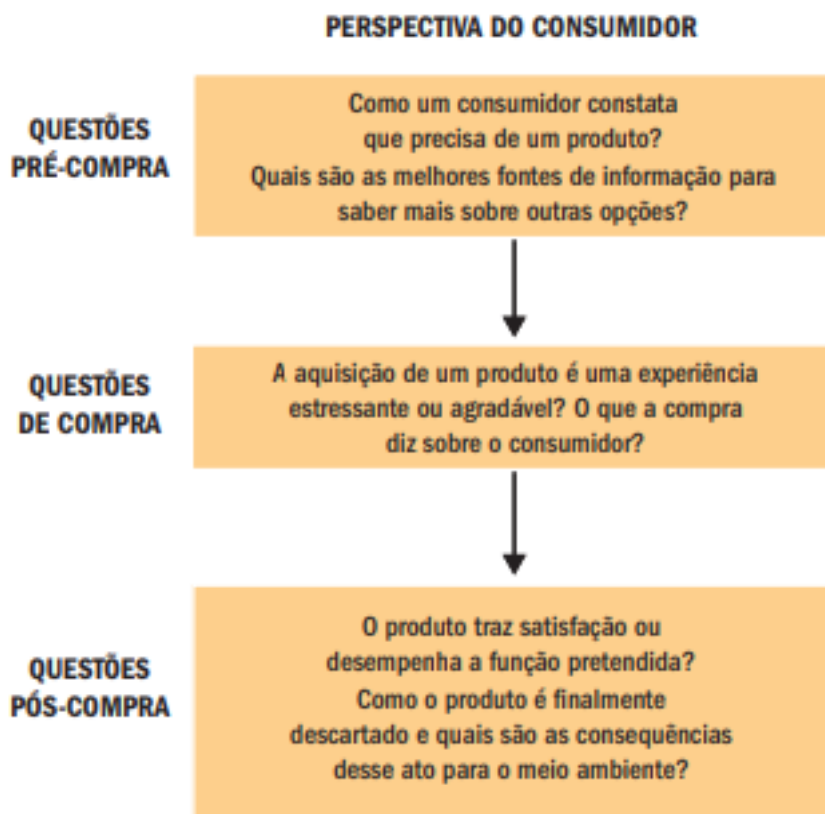 PERSPECTIVA DO CONSUMIDOR
QUESTÕES
PRÉ-COMPRA
Como um consumidor constata
que precisa de um produto?
Quais são as melhores fontes de informação para
saber mais sobre outras opções?
QUESTÕES
DE COMPRA
A aquisição de um produto é uma experiência
estressante ou agradável? O que a compra
diz sobre o consumidor?
QUESTÕES
PÓS-COMPRA
O produto traz satisfação ou
desempenha a função pretendida?
Como o produto é finalmente
descartado e quais são as consequências
desse ato para o meio ambiente?